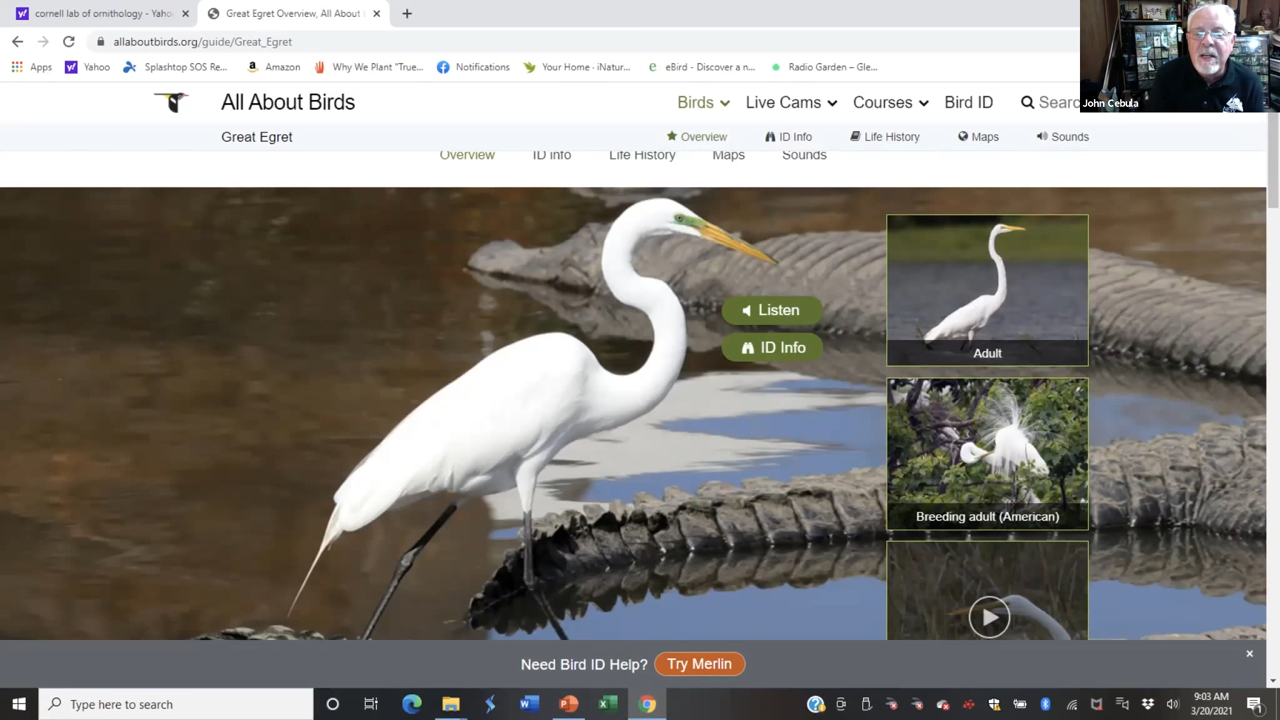 cornell lab of ornithology - Yaho
Great Egret Overview, All About
allaboutbirds.org/guide/Great_Egret
Apps Yahoo Splashtop SOS Re... Amazon Why We Plant "True... Notifications Your Home · iNatur... eBird - Discover a n... Radio Garden – Gle...
John Cebula
All About Birds
Birds Live Cams Courses Bird ID Searc
Great Egret
Overview ID Info Life History Maps Sounds
Overview ID info Life History Maps Sounds
Listen
ID Info
Adult
Breeding adult (American)
Need Bird ID Help? Try Merlin
Type here to search
9:03 AM
3/20/2021